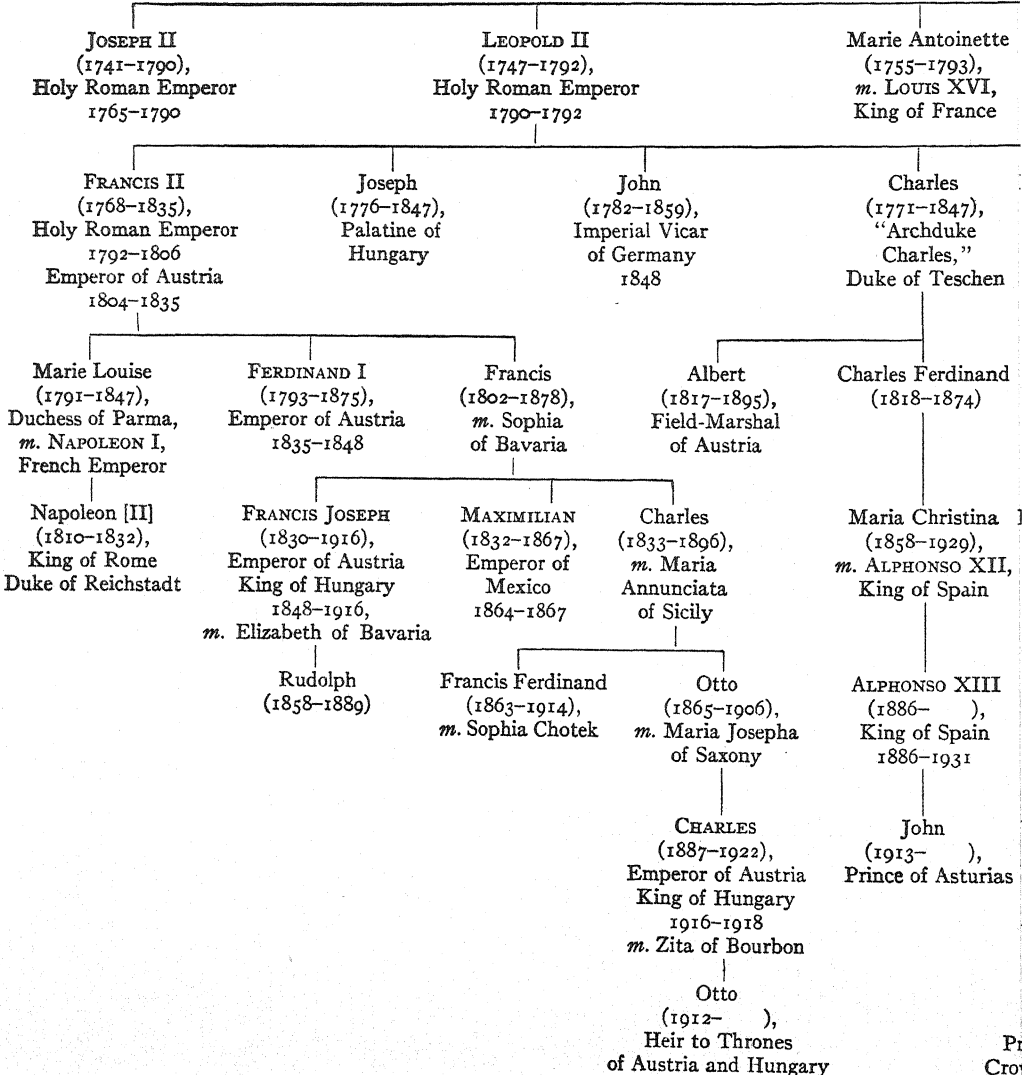 JOSEPH II
(1741–1790),
Holy Roman Emperor
1765–1790
LEOPOLD II
(1747–1792),
Holy Roman Emperor
1790–1792
Marie Antoinette
(1755–1793),
m. LOUIS XVI,
King of France
FRANCIS II
(1768–1835),
Holy Roman Emperor
1792–1806
Emperor of Austria
1804–1835
Joseph
(1776–1847),
Palatine of
Hungary
John
(1782–1859),
Imperial Vicar
of Germany
1848
Charles
(1771–1847),
“Archduke
Charles,”
Duke of Teschen
Marie Louise
(1791–1847),
Duchess of Parma,
m. NAPOLEON I,
French Emperor
FERDINAND I
(1793–1875),
Emperor of Austria
1835–1848
Francis
(1802–1878),
m. Sophia
of Bavaria
Albert
(1817–1895),
Field-Marshal
of Austria
Charles Ferdinand
(1818–1874)
Napoleon [II]
(1810–1832),
King of Rome
Duke of Reichstadt
FRANCIS JOSEPH
(1830–1916),
Emperor of Austria
King of Hungary
1848–1916,
m. Elizabeth of Bavaria
MAXIMILIAN
(1832–1867),
Emperor of
Mexico
1864–1867
Charles
(1833–1896),
m. Maria
Annunciata
of Sicily
Maria Christina
(1858–1929),
m. ALPHONSO XII,
King of Spain
Rudolph
(1858–1889)
Francis Ferdinand
(1863–1914),
m. Sophia Chotek
Otto
(1865–1906),
m. Maria Josepha
of Saxony
ALPHONSO XIII
(1886– ),
King of Spain
1886–1931
CHARLES
(1887–1922),
Emperor of Austria
King of Hungary
1916–1918
m. Zita of Bourbon
John
(1913– ),
Prince of Asturias
Otto
(1912– ),
Heir to Thrones
of Austria and Hungary